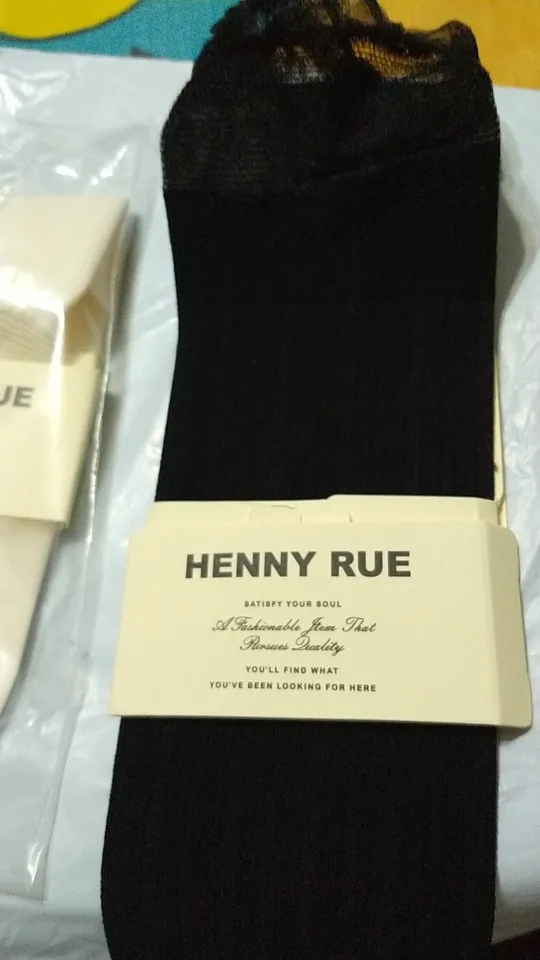 UE
HENNY RUE
SATISFY YOUR SOUL
A Fashionable Item That
Pursues Quality
YOU'LL FIND WHAT
YOU'VE BEEN LOOKING FOR HERE